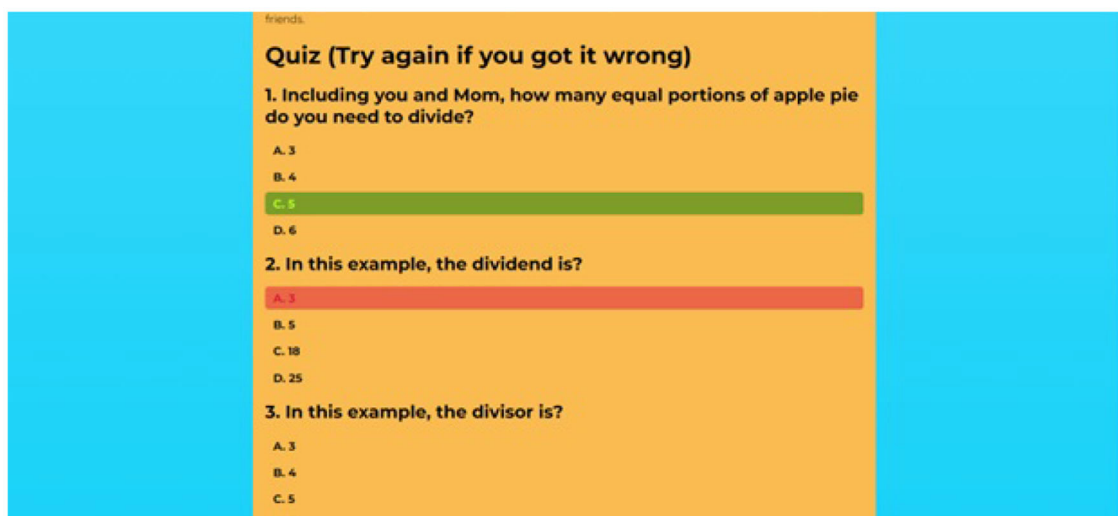 friends.
Quiz (Try again if you got it wrong)
1. Including you and Mom, how many equal portions of apple pie
do you need to divide?
A. 3
B. 4
C. 5
D. 6
2. In this example, the dividend is?
A. 3
B. 5
C. 18
D. 25
3. In this example, the divisor is?
A. 3
B. 4
C. 5